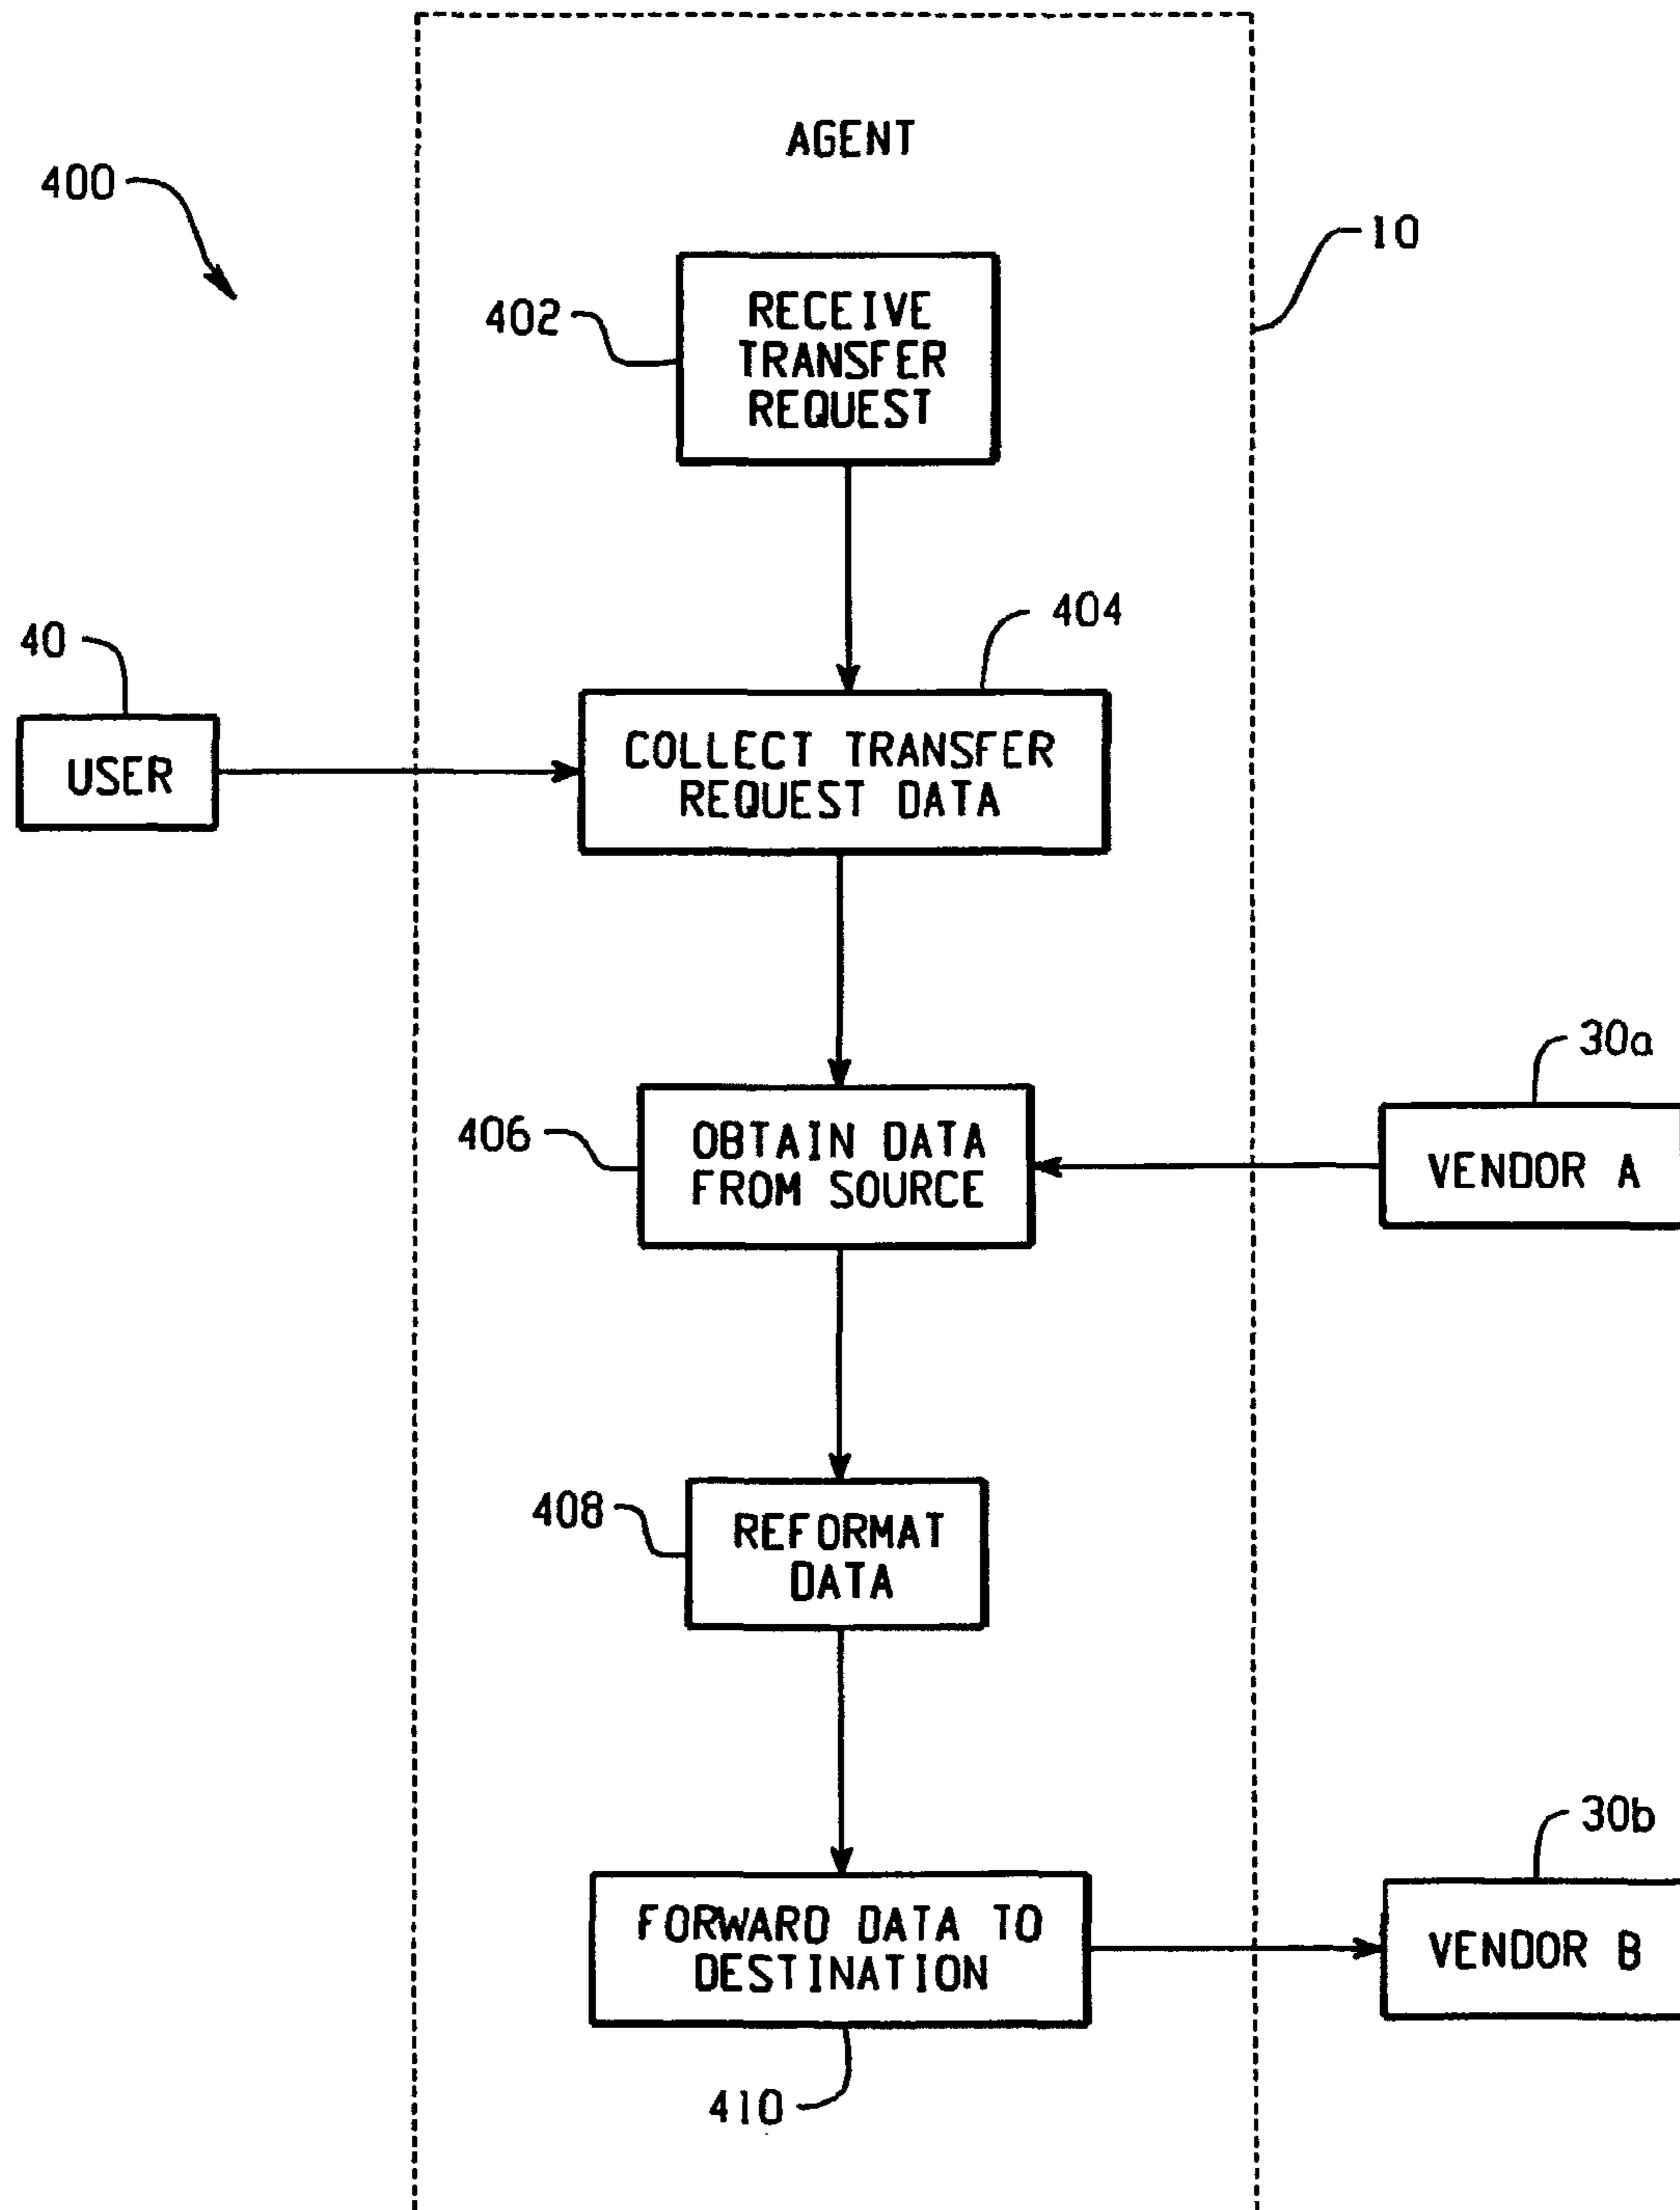 AGENT
400
10
402
RECEIVE
TRANSFER
REQUEST
404
40
USER
COLLECT TRANSFER
REQUEST DATA
30a
406
OBTAIN DATA
FROM SOURCE
VENDOR A
408
REFORMAT
DATA
30b
FORWARD DATA TO
DESTINATION
VENDOR B
410